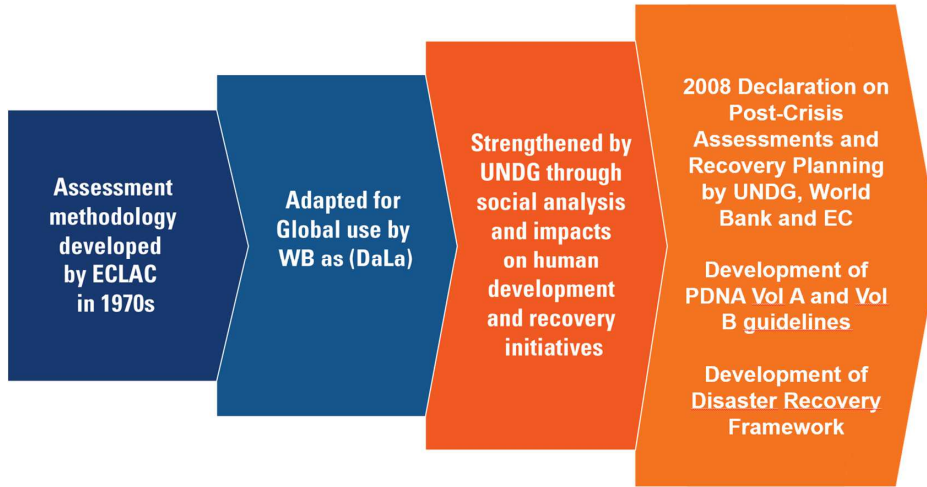 Assessment
methodology
developed
by ECLAC
in 1970s
Adapted for
Global use by
WB as (DaLa)
Strengthened by
UNDG through
social analysis
and impacts
on human
development
and recovery
initiatives
2008 Declaration on
Post-Crisis
Assessments and
Recovery Planning
by UNDG, World
Bank and EC
Development of
PDNA Vol A and Vol
B guidelines
Development of
Disaster Recovery
Framework